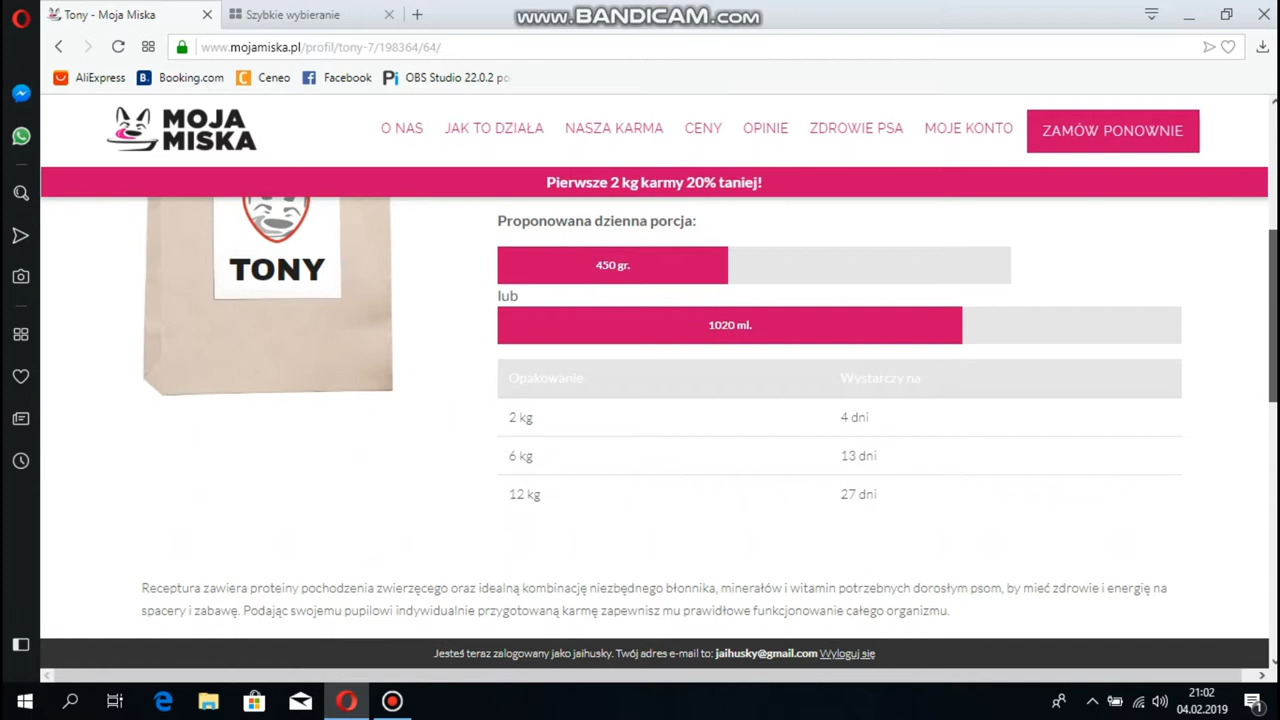 Tony - Moja Miska
Szybkie wybieranie
www.BANDICAM.com
www.mojamiska.pl/profil/tony-7/198364/64/
AliExpress
Booking.com
Ceneo
Facebook
OBS Studio 22.0.2 po
MOJA
MISKA
O NAS
JAK TO DZIAŁA
NASZA KARMA
CENY
OPINIE
ZDROWIE PSA
MOJE KONTO
ZAMÓW PONOWNIE
Pierwsze 2 kg karmy 20% taniej!
TONY
Proponowana dzienna porcja:
450 gr.
lub
1020 ml.
Opakowanie Wystarczy na
2 kg 4 dni
6 kg 13 dni
12 kg 27 dni
Receptura zawiera proteiny pochodzenia zwierzęcego oraz idealną kombinację niezbędnego błonnika, minerałów i witamin potrzebnych dorosłym psom, by mieć zdrowie i energię na
spacery i zabawę. Podając swojemu pupilowi indywidualnie przygotowaną karmę zapewnisz mu prawidłowe funkcjonowanie całego organizmu.
Jesteś teraz zalogowany jako jaihusky. Twój adres e-mail to: jaihusky@gmail.com Wyloguj się
21:02
04.02.2019
1